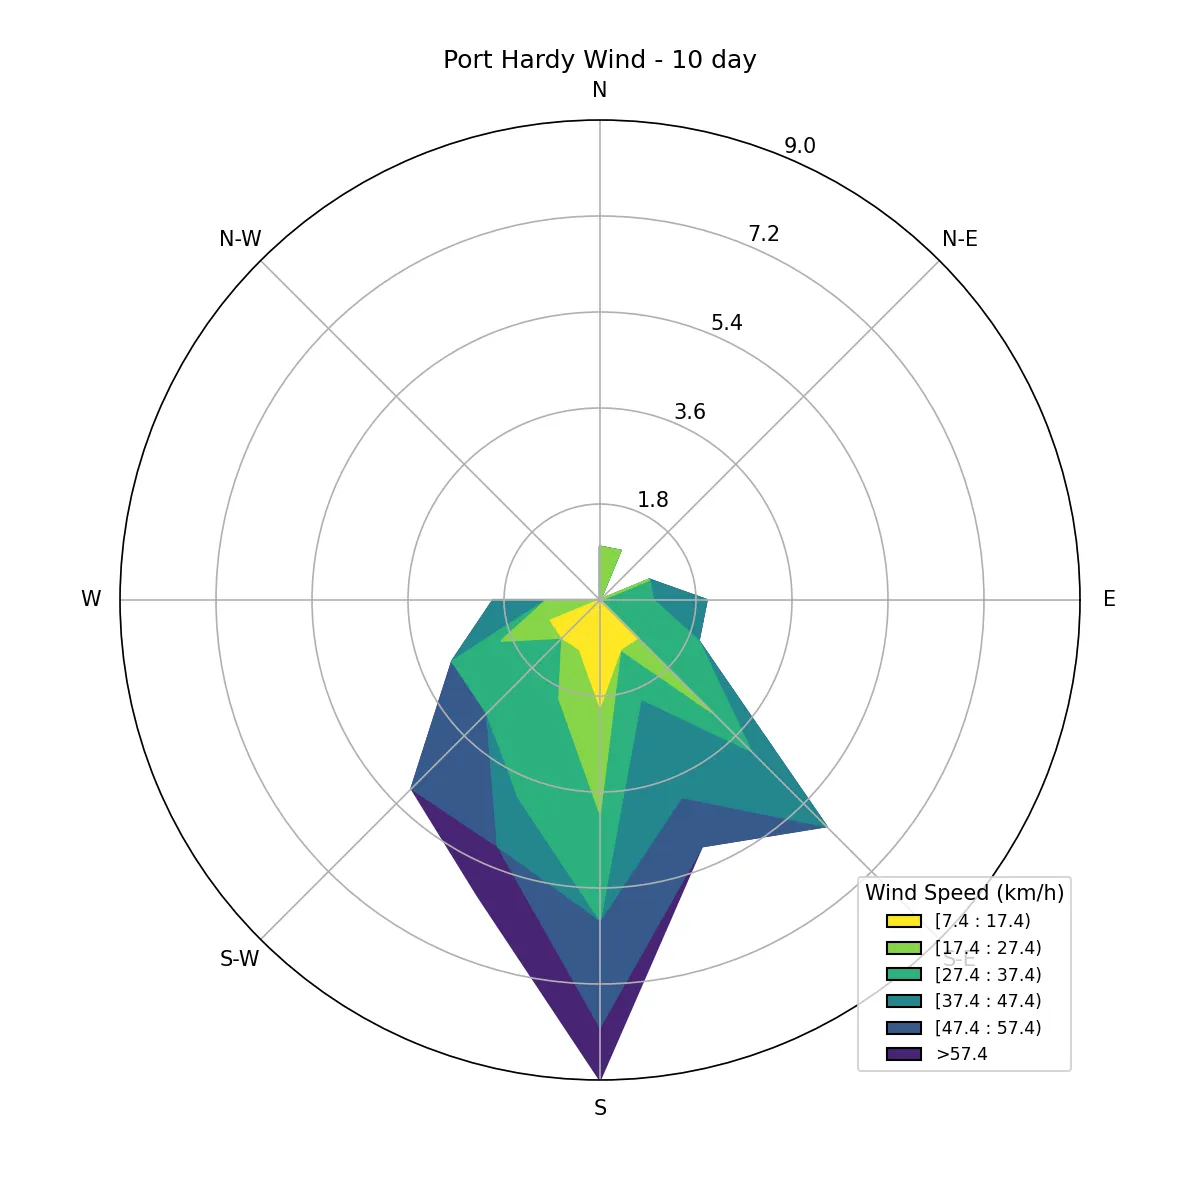 Port Hardy Wind - 10 day
N
9.0
N-W
N-E
7.2
5.4
3.6
1.8
W
E
Wind Speed (km/h)
[7.4 : 17.4)
[17.4 : 27.4)
S-W
S-E
[27.4 : 37.4)
[37.4 : 47.4)
[47.4 : 57.4)
>57.4
S